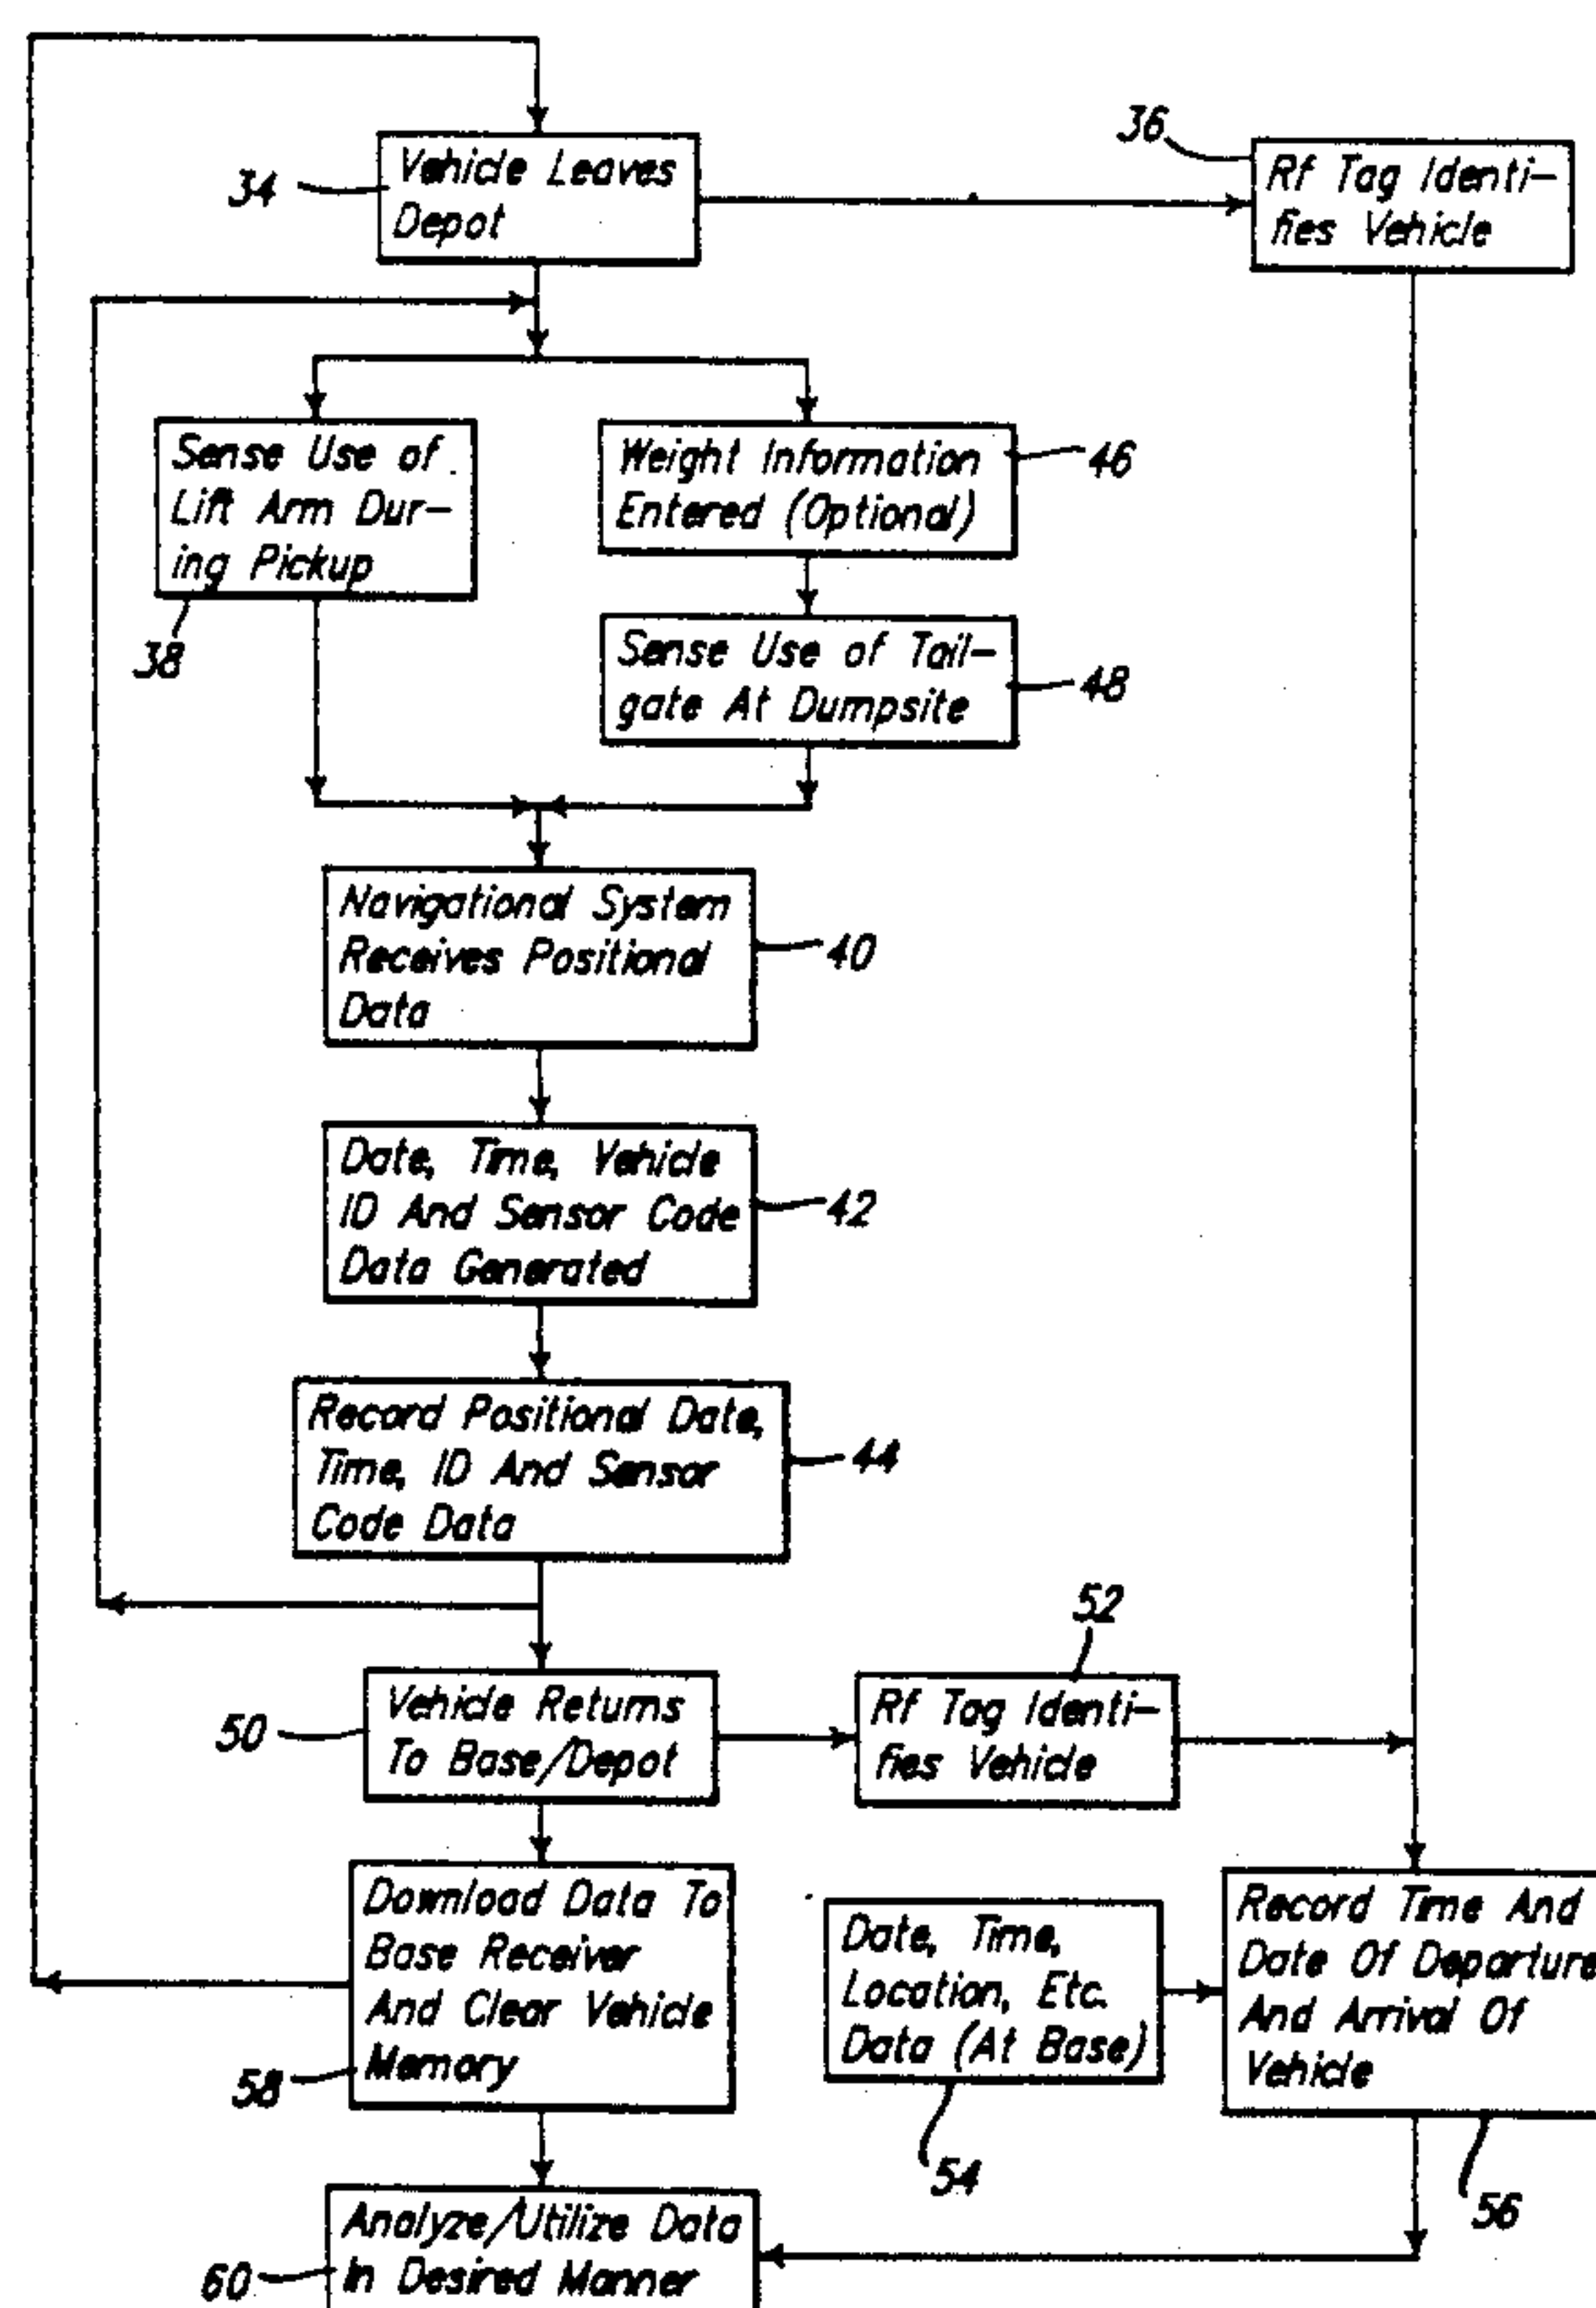 34
Vehicle Leaves
Depot
36
Rf Tag Identi-
fies Vehicle
Sense Use of
Lift Arm Dur-
ing Pickup
38
Weight Information
Entered (Optional)
46
Sense Use of Tail-
gate At Dumpsite
48
Navigational System
Receives Positional
Data
40
Date, Time, Vehicle
ID And Sensor Code
Data Generated
42
Record Positional Date,
Time, ID And Sensor
Code Data
44
50
Vehicle Returns
To Base/Depot
52
Rf Tag Identi-
fies Vehicle
Download Data To
Base Receiver
And Clear Vehicle
Memory
58
Date, Time,
Location, Etc.
Data (At Base)
54
Record Time And
Date Of Departure
And Arrival Of
Vehicle
56
Analyze/Utilize Data
In Desired Manner
60